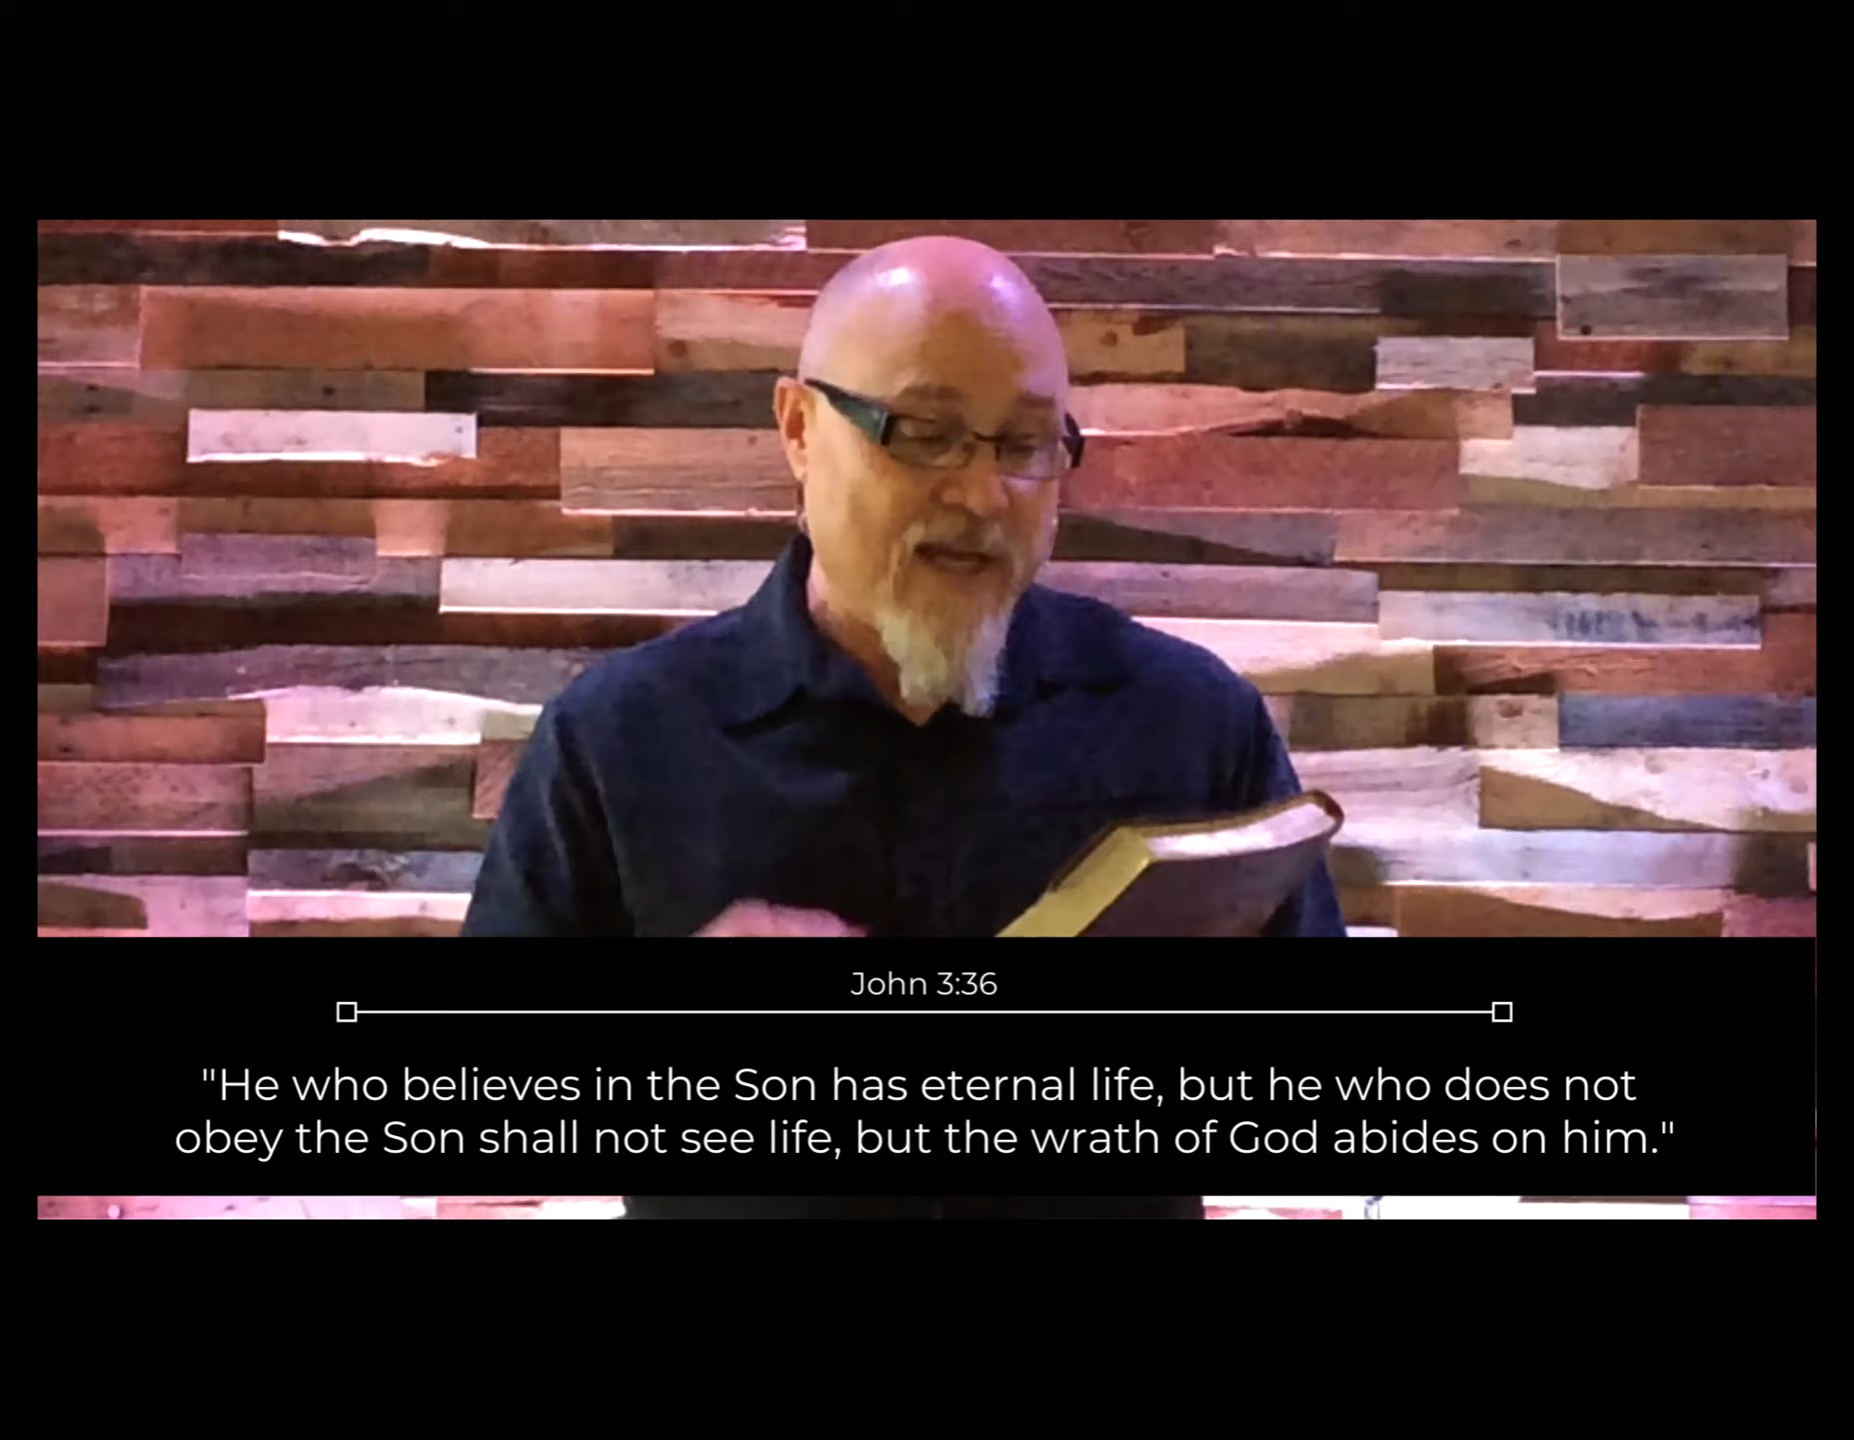 John 3:36
"He who believes in the Son has eternal life, but he who does not
obey the Son shall not see life, but the wrath of God abides on him."